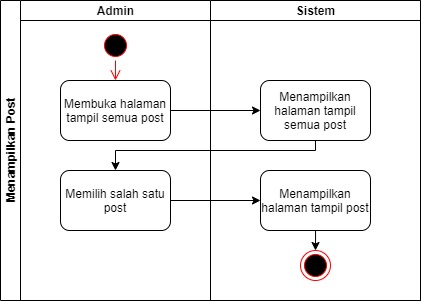 Admin
Sistem
Menampilkan Post
Membuka halaman
tampil semua post
Menampilkan
halaman tampil
semua post
Memilih salah satu
post
Menampilkan
halaman tampil post